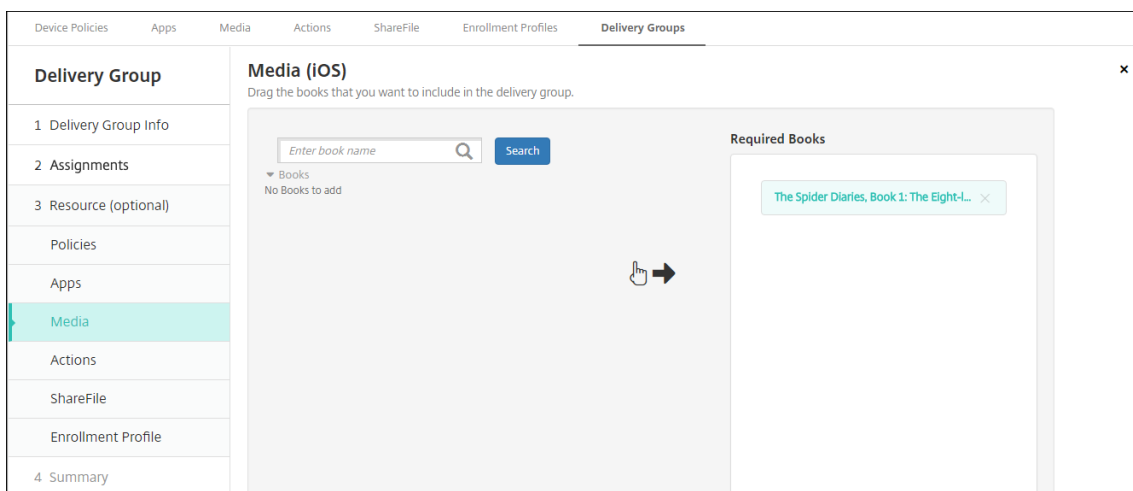 Device Policies Apps Media Actions ShareFile Enrollment Profiles Delivery Groups
Delivery Group
1 Delivery Group Info
2 Assignments
3 Resource (optional)
Policies
Apps
Media
Actions
ShareFile
Enrollment Profile
4 Summary
Media (iOS)
Drag the books that you want to include in the delivery group.
Enter book name
Search
Books
No Books to add
Required Books
The Spider Diaries, Book 1: The Eight-l...